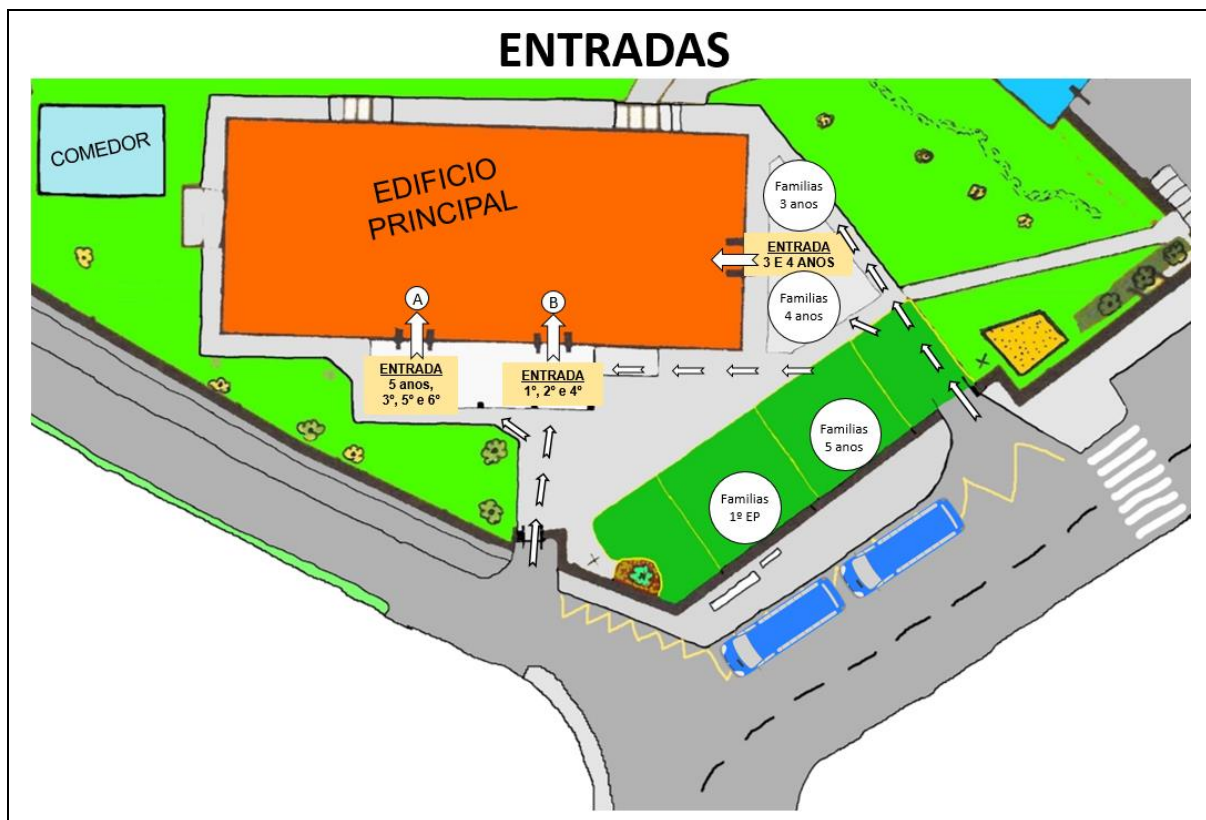 ENTRADAS
COMEDOR
EDIFICIO
PRINCIPAL
Familias
3 anos
ENTRADA
3 E 4 ANOS
Familias
4 anos
A
B
ENTRADA
5 anos,
3º, 5º e 6º
ENTRADA
1º, 2º e 4º
Familias
5 anos
Familias
1º EP